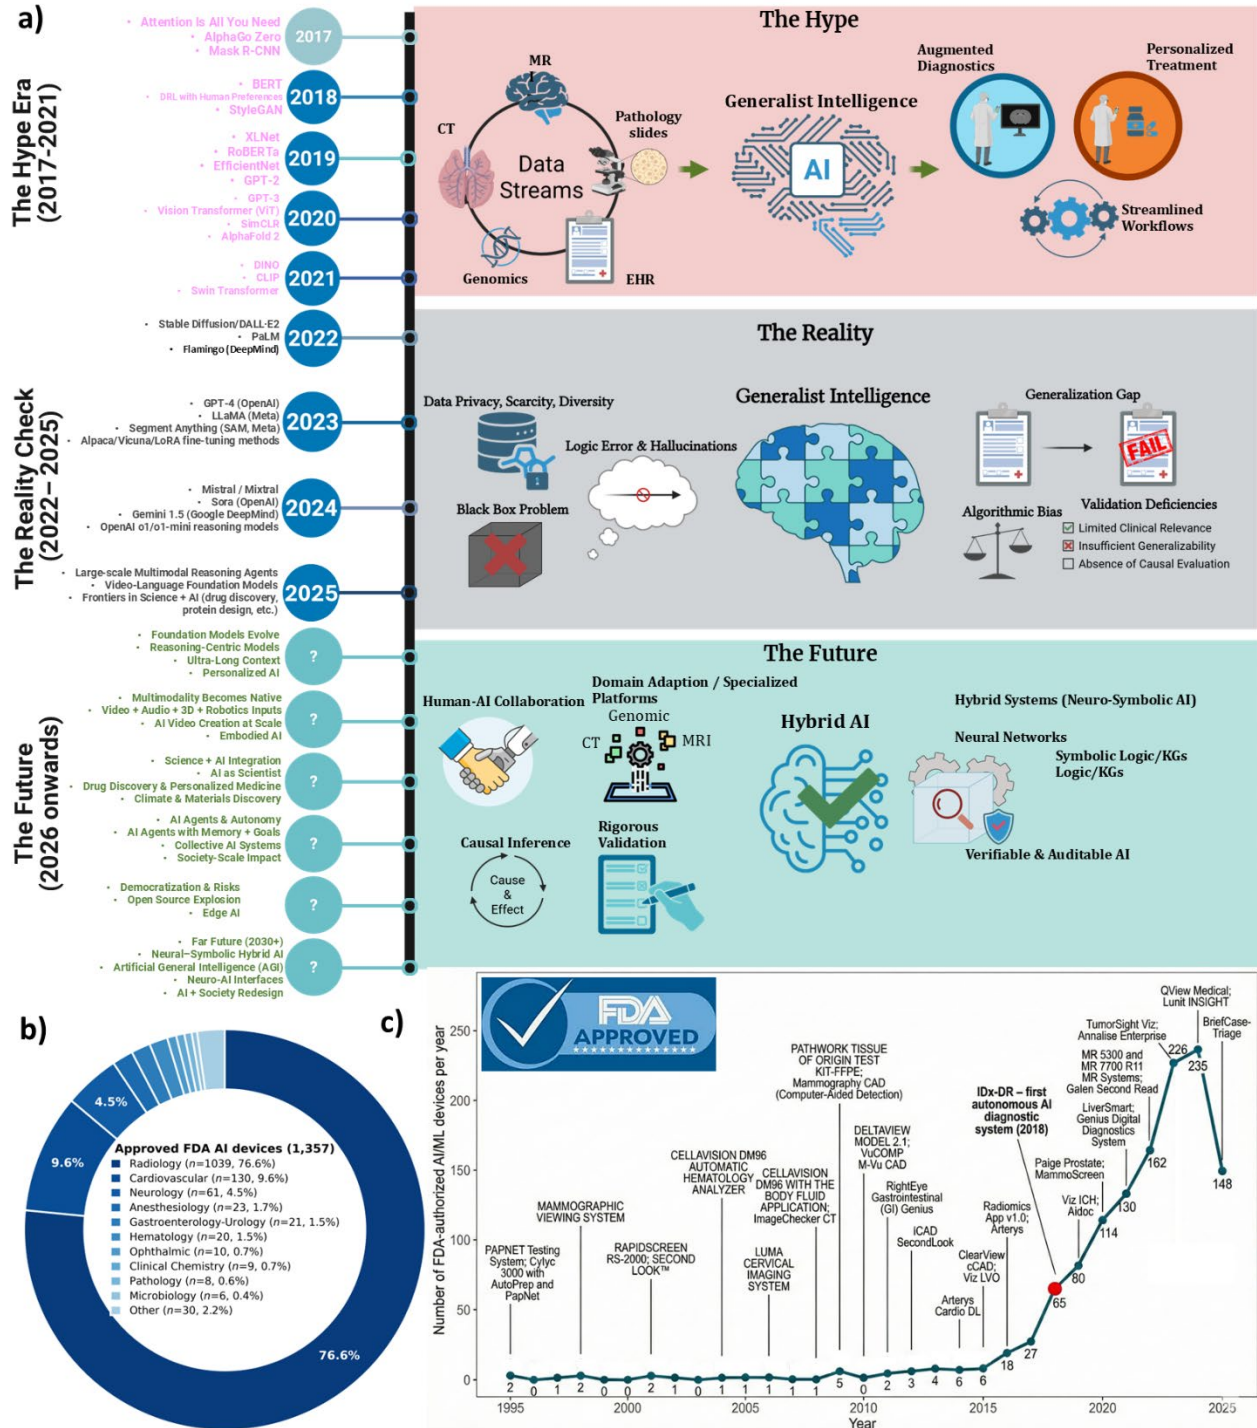 a)
The Hype Era
(2017-2021)
2017
• Attention Is All You Need
• AlphaGo Zero
• Mask R-CNN
2018
• BERT
• DRL with Human Preferences
• StyleGAN
2019
• XLNet
• RoBERTa
• EfficientNet
• GPT-2
2020
• GPT-3
• Vision Transformer (ViT)
• SimCLR
• AlphaFold 2
2021
• DINO
• CLIP
• Swin Transformer
The Reality Check
(2022– 2025)
2022
• Stable Diffusion/DALL·E2
• PaLM
• Flamingo (DeepMind)
2023
• GPT-4 (OpenAI)
• LLaMA (Meta)
• Segment Anything (SAM, Meta)
• Alpaca/Vicuna/LoRA fine-tuning methods
2024
• Mistral / Mixtral
• Sora (OpenAI)
• Gemini 1.5 (Google DeepMind)
• OpenAI o1/o1-mini reasoning models
2025
• Large-scale Multimodal Reasoning Agents
• Video-Language Foundation Models
• Frontiers in Science + AI (drug discovery,
protein design, etc.)
The Future
(2026 onwards)
?
• Foundation Models Evolve
• Reasoning-Centric Models
• Ultra-Long Context
• Personalized AI
?
• Multimodality Becomes Native
• Video + Audio + 3D + Robotics Inputs
• AI Video Creation at Scale
• Embodied AI
?
• Science + AI Integration
• AI as Scientist
• Drug Discovery & Personalized Medicine
• Climate & Materials Discovery
?
• AI Agents & Autonomy
• AI Agents with Memory + Goals
• Collective AI Systems
• Society-Scale Impact
?
• Democratization & Risks
• Open Source Explosion
• Edge AI
?
• Far Future (2030+)
• Neural–Symbolic Hybrid AI
• Artificial General Intelligence (AGI)
• Neuro-AI Interfaces
• AI + Society Redesign
The Hype
MR
I
CT
Pathology
slides
Data
Streams
Genomics
EHR
Generalist Intelligence
AI
Augmented
Diagnostics
Personalized
Treatment
Streamlined
Workflows
The Reality
Data Privacy, Scarcity, Diversity
Logic Error & Hallucinations
Black Box Problem
Generalist Intelligence
Generalization Gap
FAIL
Algorithmic Bias
Validation Deficiencies
Limited Clinical Relevance
Insufficient Generalizability
Absence of Causal Evaluation
The Future
Human-AI Collaboration
Domain Adaption / Specialized
Platforms
Genomic
CT
MRI
Causal Inference
Cause
&
Effect
Rigorous
Validation
Hybrid AI
Hybrid Systems (Neuro-Symbolic AI)
Neural Networks
Symbolic Logic/KGs
Logic/KGs
Verifiable & Auditable AI
b)
4.5%
9.6%
76.6%
Approved FDA AI devices (1,357)
Radiology (n=1039, 76.6%)
Cardiovascular (n=130, 9.6%)
Neurology (n=61, 4.5%)
Anesthesiology (n=23, 1.7%)
Gastroenterology-Urology (n=21, 1.5%)
Hematology (n=20, 1.5%)
Ophthalmic (n=10, 0.7%)
Clinical Chemistry (n=9, 0.7%)
Pathology (n=8, 0.6%)
Microbiology (n=6, 0.4%)
Other (n=30, 2.2%)
c)
FDA
APPROVED
Number of FDA-authorized AI/ML devices per year
250
200
150
100
50
0
PAPNET Testing
System; Cylyc
3000 with
AutoPrep and
PapNet
MAMMOGRAPHIC
VIEWING SYSTEM
RAPIDSCREEN
RS-2000; SECOND
LOOK™
CELLAVISION DM96
AUTOMATIC
HEMATOLOGY
ANALYZER
LUMA
CERVICAL
IMAGING
SYSTEM
CELLAVISION
DM96 WITH THE
BODY FLUID
APPLICATION;
ImageChecker CT
PATHWORK TISSUE
OF ORIGIN TEST
KIT-FFPE;
Mammography CAD
(Computer-Aided Detection)
DELTAVIEW
MODEL 2.1;
VuCOMP
M-Vu CAD
RightEye
Gastrointestinal
(GI) Genius
iCAD
SecondLook
Arterys
Cardio DL
ClearView
cCAD;
Viz LVO
Radiomics
App v1.0;
Arterys
IDx-DR – first
autonomous AI
diagnostic
system (2018)
Viz ICH;
Aidoc
Paige Prostate;
MammoScreen
LiverSmart;
Genius Digital
Diagnostics
System
MR 5300 and
MR 7700 R11
MR Systems;
Galen Second Read
TumorSight Viz;
Annalise Enterprise
QView Medical;
Lunit INSIGHT
BriefCase-
Triage
2 0 1 2 0 0 2 1 1 1 1 1 1 5 0 2 3 4 6 6 18 27 65 80 114 130 162 226 235 148
1995 2000 2005 2010 2015 2020 2025
Year